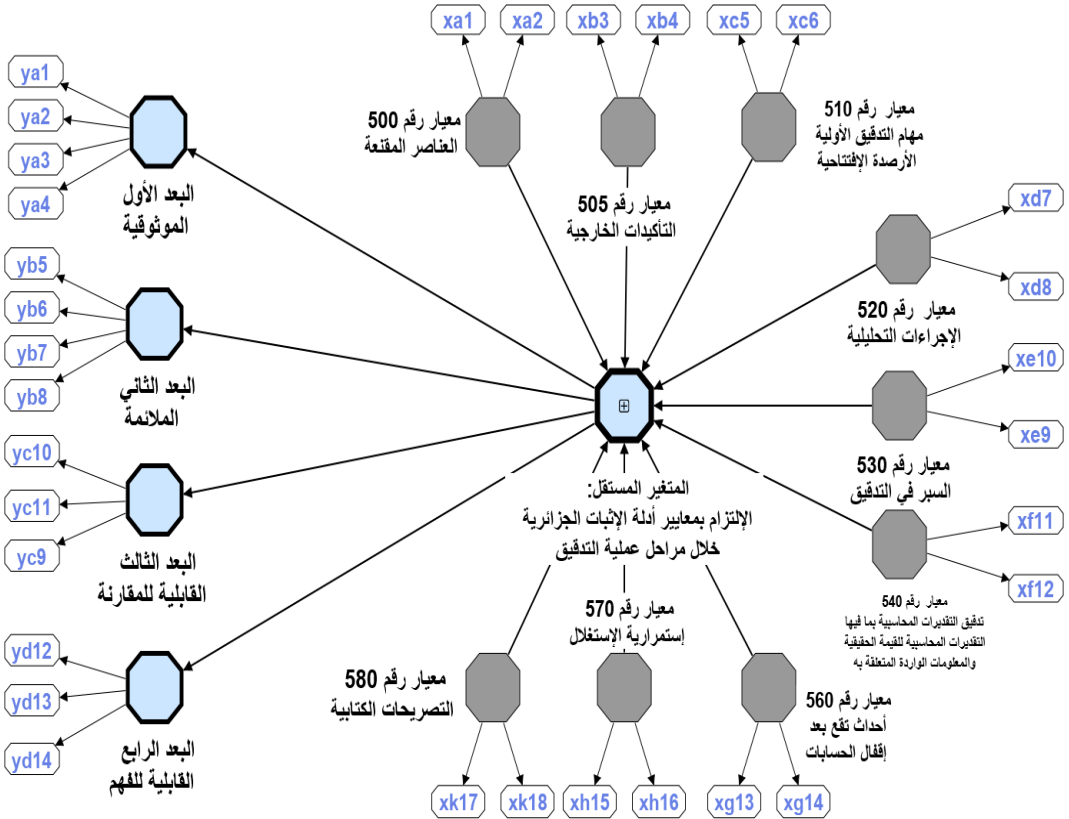 xa1
xa2
xb3
xb4
xc5
xc6
معيار رقم 500
العناصر المقنعة
معيار رقم 505
التأكيدات الخارجية
معيار رقم 510
مهام التدقيق الأولية
الأرصدة الإفتتاحية
xd7
xd8
معيار رقم 520
الإجراءات التحليلية
xe10
xe9
معيار رقم 530
السبر في التدقيق
xf11
xf12
معيار رقم 540
تدقيق التقديرات المحاسبية بما فيها
التقديرات المحاسبية للقيمة الحقيقية
والمعلومات الواردة المتعلقة به
ya1
ya2
ya3
ya4
البعد الأول
الموثوقية
yb5
yb6
yb7
yb8
البعد الثاني
الملائمة
yc10
yc11
yc9
البعد الثالث
القابلية للمقارنة
yd12
yd13
yd14
البعد الرابع
القابلية للفهم
المتغير المستقل:
الإلتزام بمعايير أدلة الإثبات الجزائرية
خلال مراحل عملية التدقيق
معيار رقم 560
أحداث تقع بعد
إقفال الحسابات
معيار رقم 570
إستمرارية الإستغلال
معيار رقم 580
التصريحات الكتابية
xk17
xk18
xh15
xh16
xg13
xg14